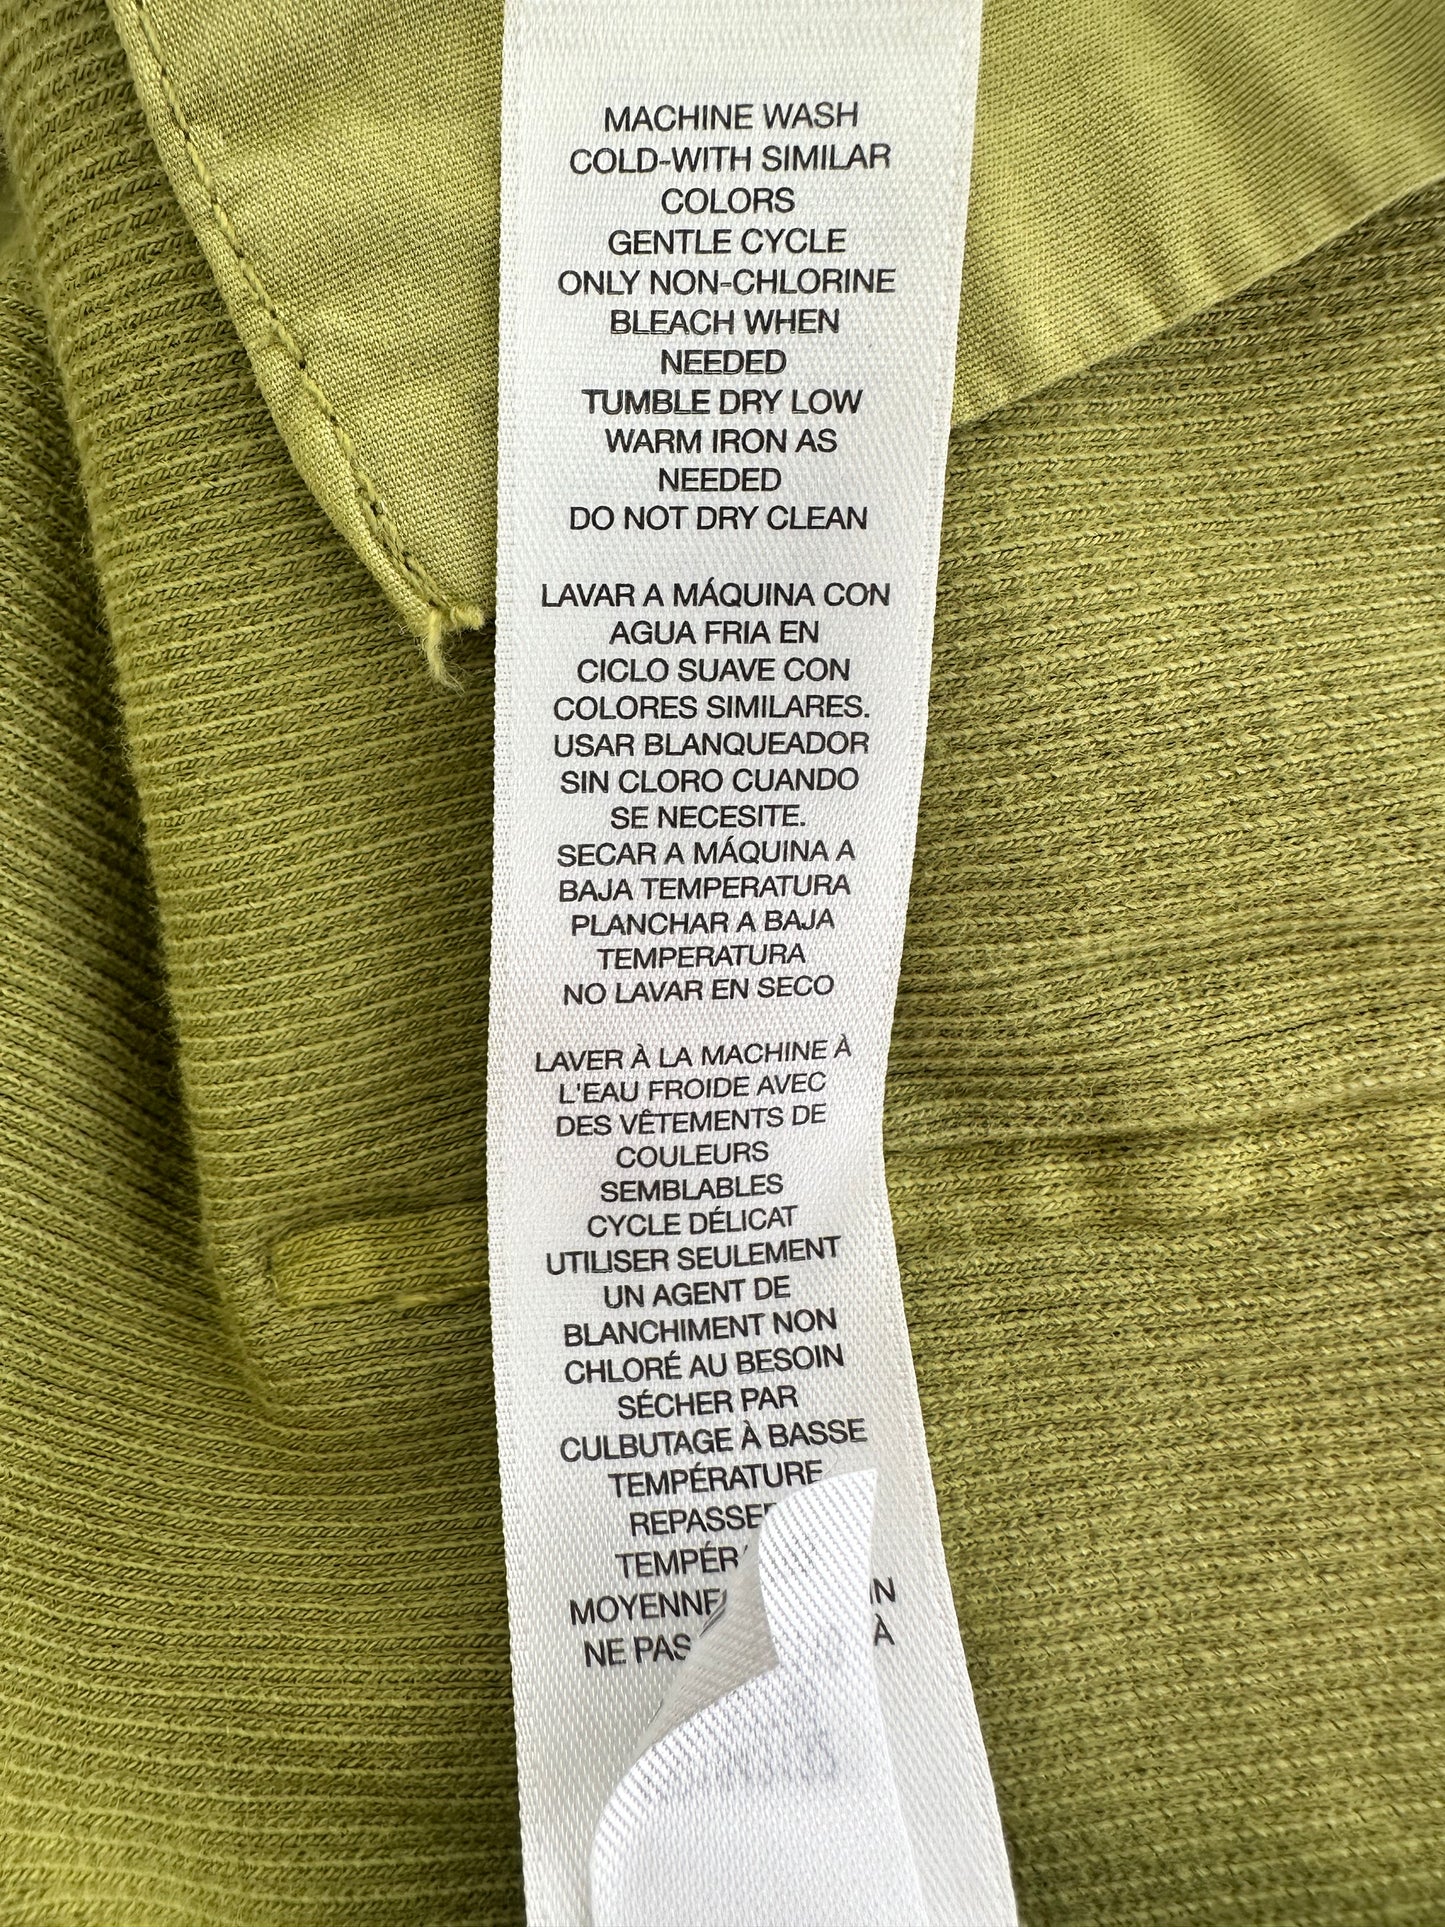 MACHINE WASH
COLD-WITH SIMILAR
COLORS
GENTLE CYCLE
ONLY NON-CHLORINE
BLEACH WHEN
NEEDED
TUMBLE DRY LOW
WARM IRON AS
NEEDED
DO NOT DRY CLEAN
LAVAR A MÁQUINA CON
AGUA FRIA EN
CICLO SUAVE CON
COLORES SIMILARES.
USAR BLANQUEADOR
SIN CLORO CUANDO
SE NECESITE.
SECAR A MÁQUINA A
BAJA TEMPERATURA
PLANCHAR A BAJA
TEMPERATURA
NO LAVAR EN SECO
LAVER À LA MACHINE À
L'EAU FROIDE AVEC
DES VÊTEMENTS DE
COULEURS
SEMBLABLES
CYCLE DÉLICAT
UTILISER SEULEMENT
UN AGENT DE
BLANCHIMENT NON
CHLORÉ AU BESOIN
SÉCHER PAR
CULBUTAGE À BASSE
TEMPÉRATURE
REPASSER
MOYENNE
NE PAS À